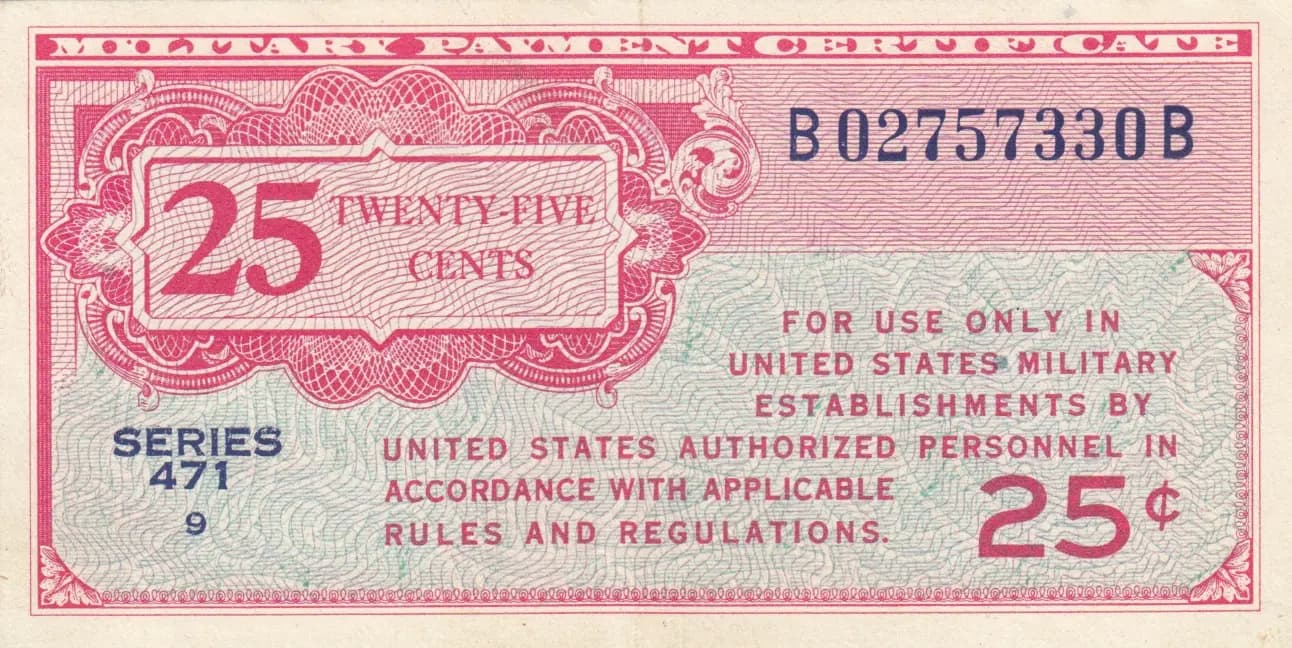 MILITARY PAYMENT CERTIFICATE
B02757330B
25 TWENTY-FIVE
CENTS
FOR USE ONLY IN
UNITED STATES MILITARY
ESTABLISHMENTS BY
UNITED STATES AUTHORIZED PERSONNEL IN
ACCORDANCE WITH APPLICABLE
RULES AND REGULATIONS.
25¢
SERIES
471
9